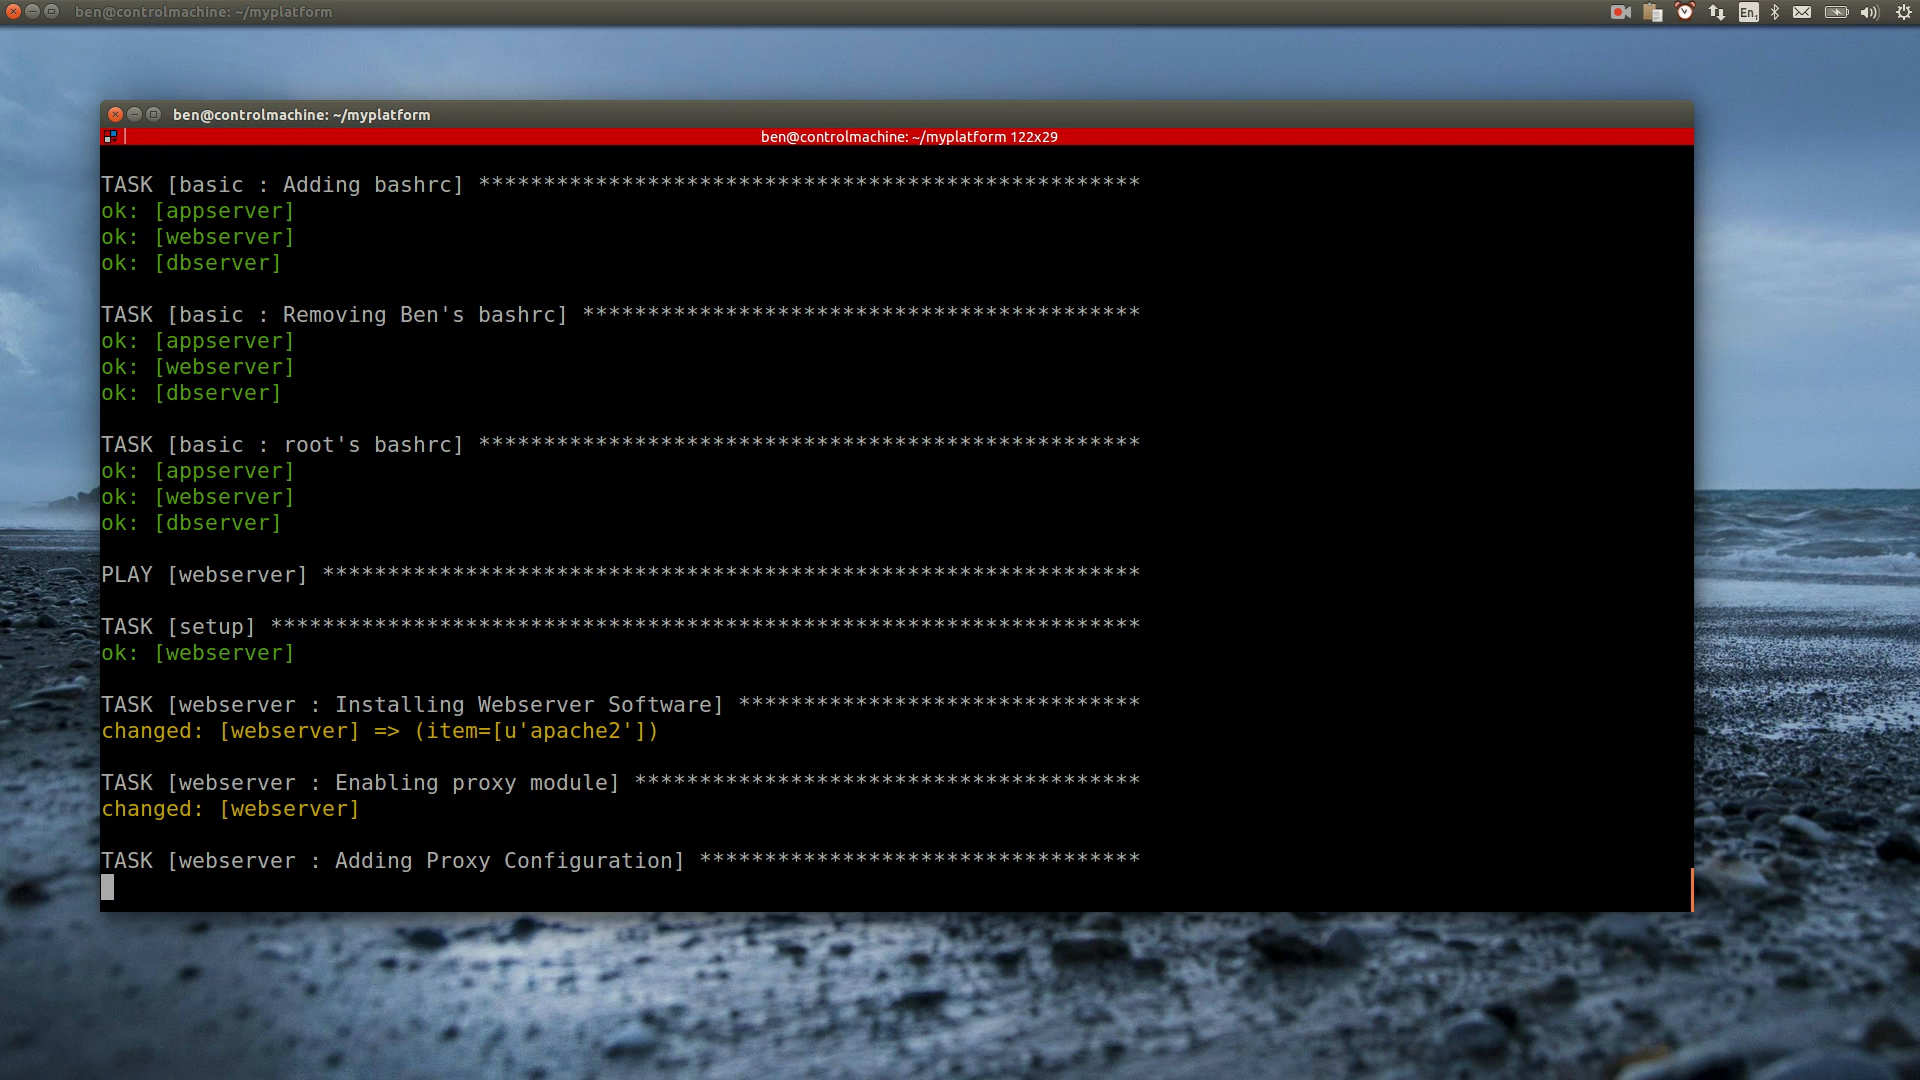 ben@controlmachine: ~/myplatform
En1
ben@controlmachine: ~/myplatform
ben@controlmachine: ~/myplatform 122x29
TASK [basic : Adding bashrc] ***************************************************
ok: [appserver]
ok: [webserver]
ok: [dbserver]
TASK [basic : Removing Ben's bashrc] *******************************************
ok: [appserver]
ok: [webserver]
ok: [dbserver]
TASK [basic : root's bashrc] ***************************************************
ok: [appserver]
ok: [webserver]
ok: [dbserver]
PLAY [webserver] ***************************************************************
TASK [setup] *******************************************************************
ok: [webserver]
TASK [webserver : Installing Webserver Software] *******************************
changed: [webserver] => (item=[u'apache2'])
TASK [webserver : Enabling proxy module] ***************************************
changed: [webserver]
TASK [webserver : Adding Proxy Configuration] **********************************